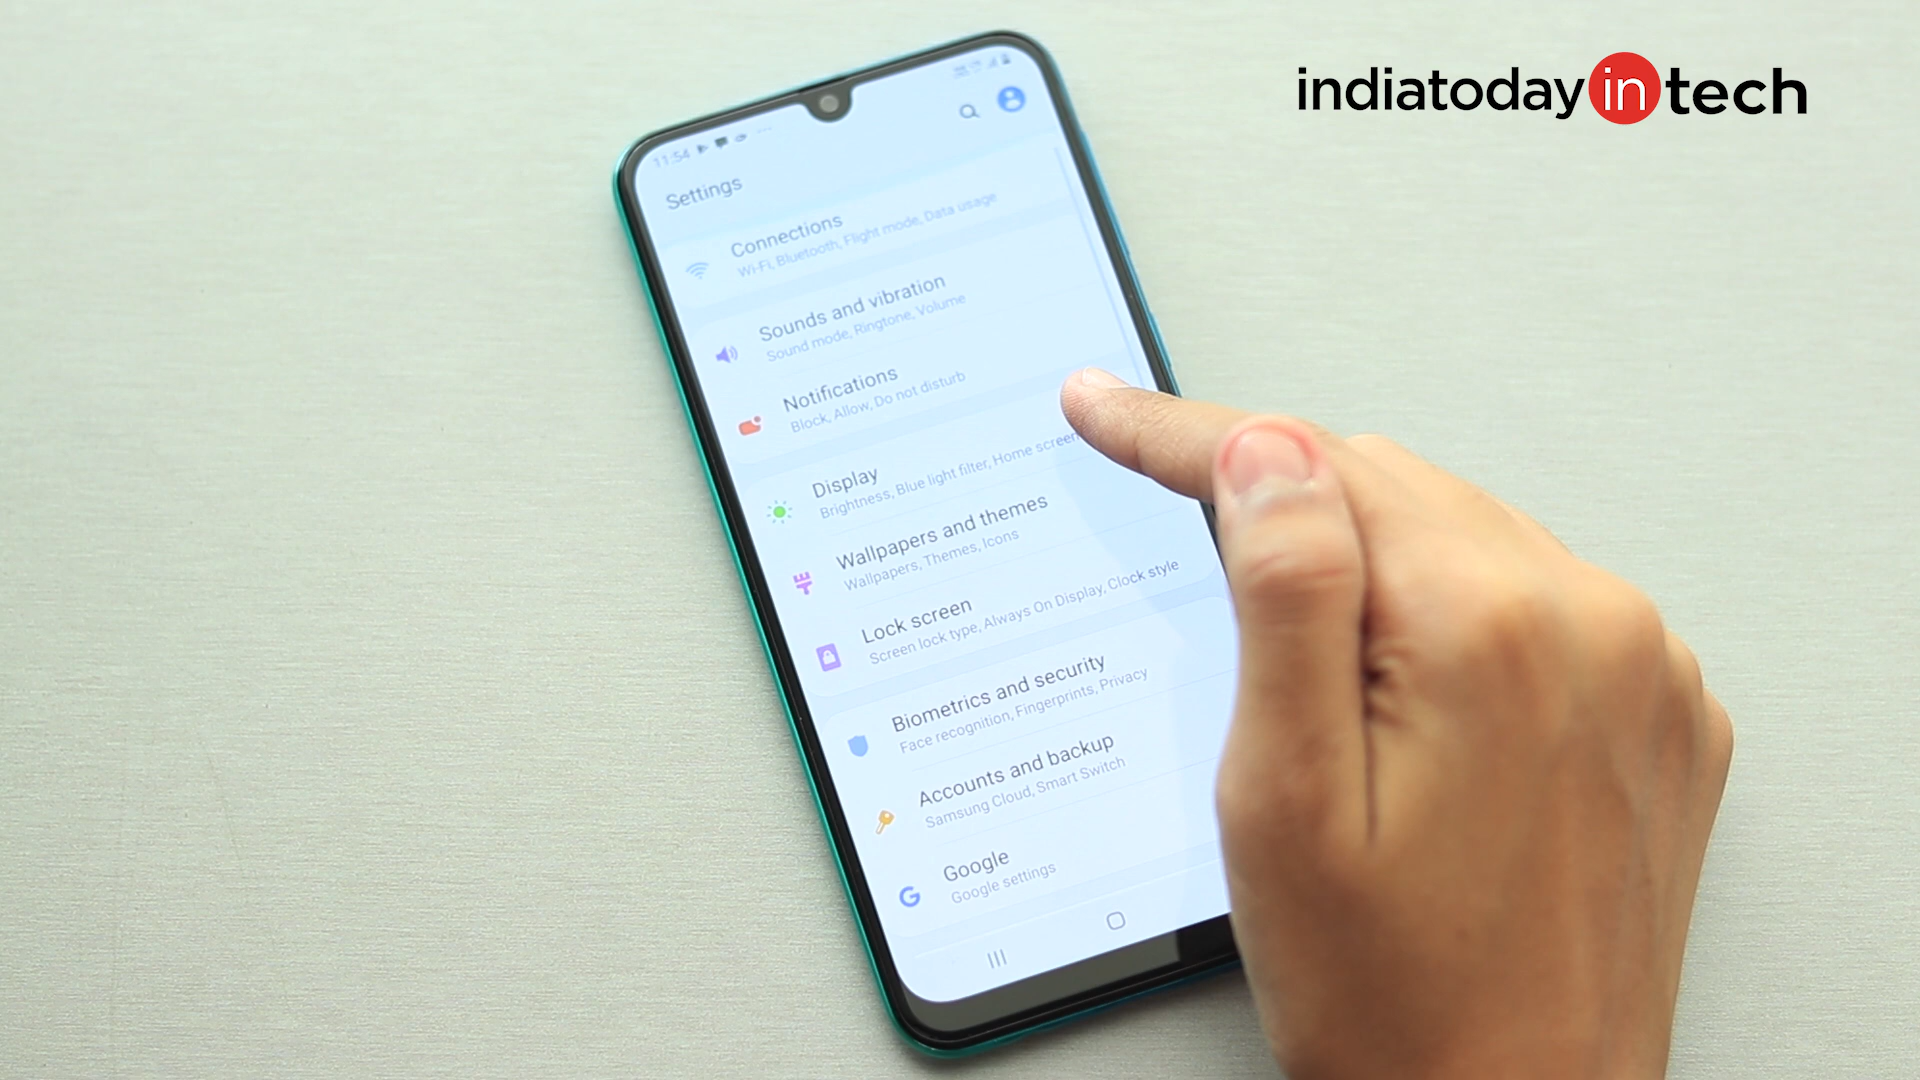 indiatoday in tech
11:54
Settings
Connections
Wi-Fi, Bluetooth, Flight mode, Data usage
Sounds and vibration
Sound mode, Ringtone, Volume
Notifications
Block, Allow, Do not disturb
Display
Brightness, Blue light filter, Home screen
Wallpapers and themes
Wallpapers, Themes, Icons
Lock screen
Screen lock type, Always On Display, Clock style
Biometrics and security
Face recognition, Fingerprints, Privacy
Accounts and backup
Samsung Cloud, Smart Switch
G
Google
Google settings